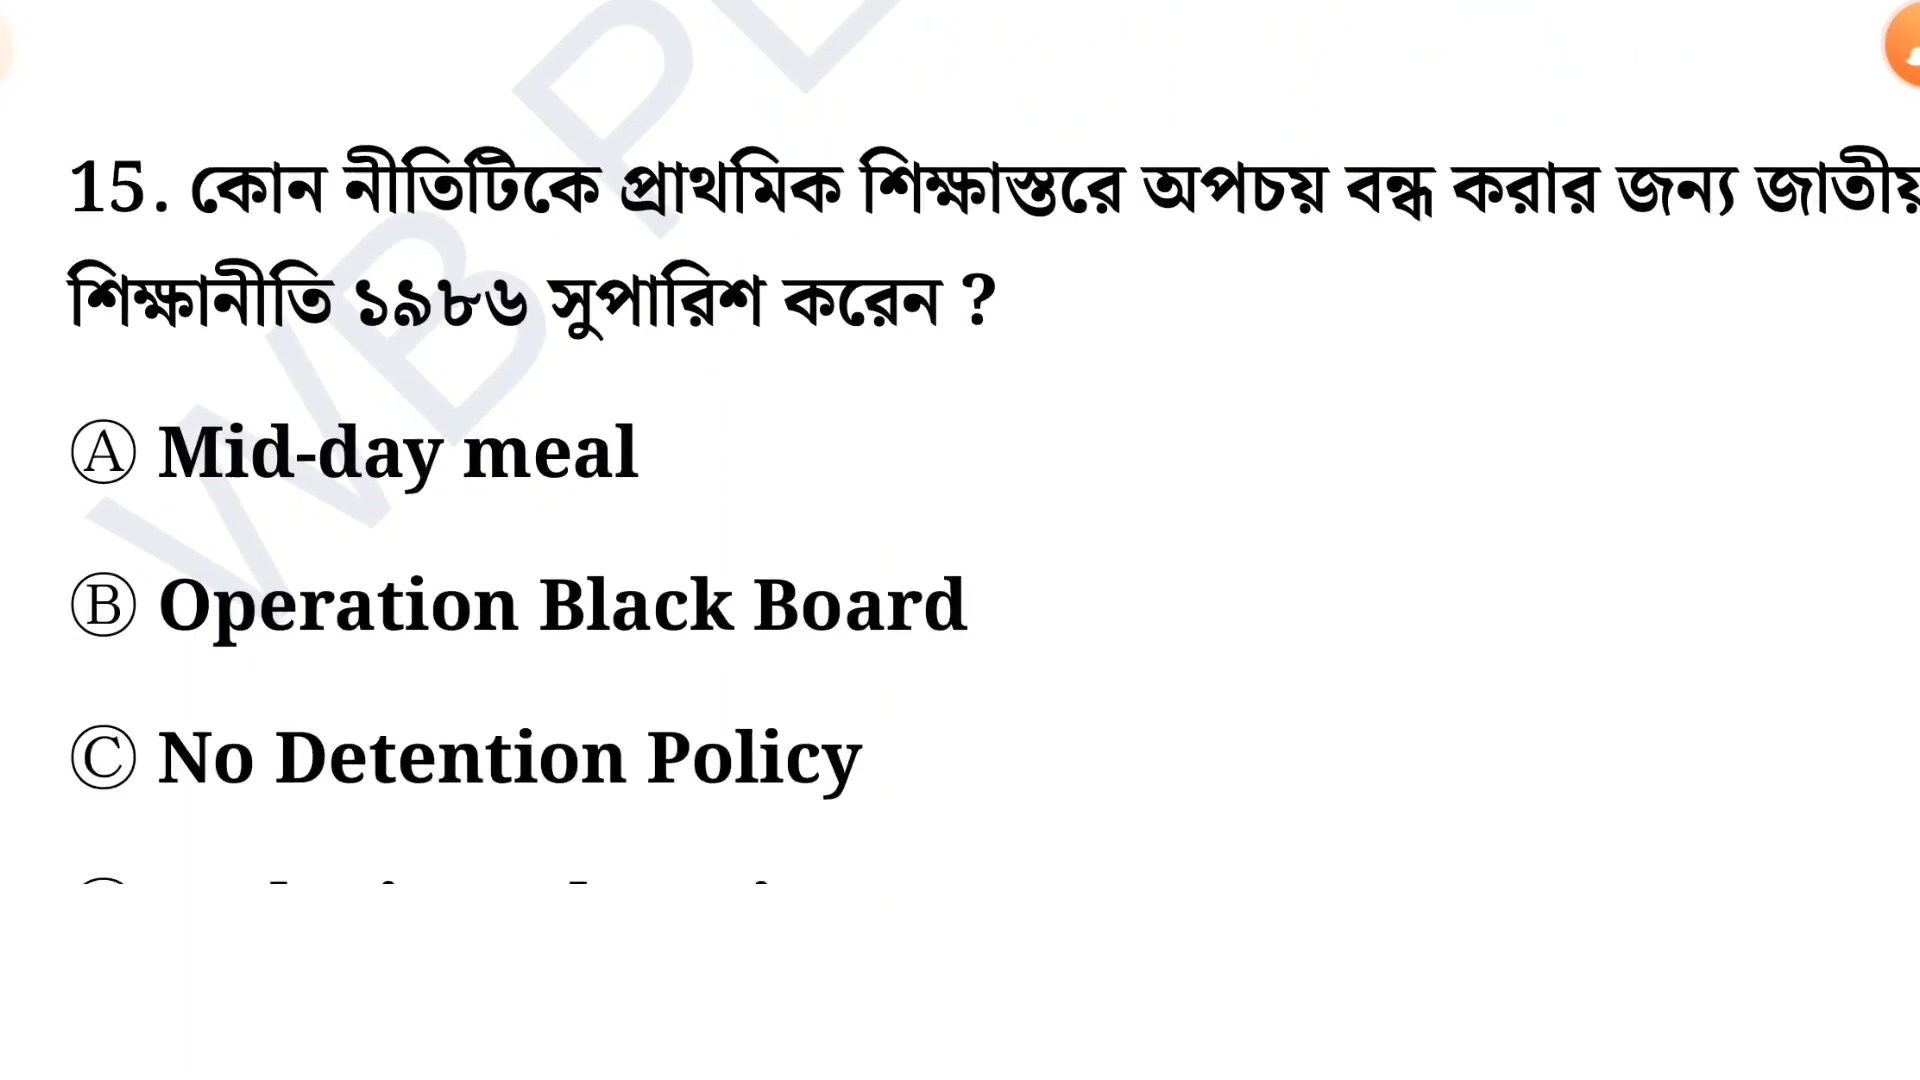 15. কোন নীতিটিকে প্রাথমিক শিক্ষাস্তরে অপচয় বন্ধ করার জন্য জাতীয়
শিক্ষানীতি ১৯৮৬ সুপারিশ করেন ?
Ⓐ Mid-day meal
Ⓑ Operation Black Board
Ⓒ No Detention Policy